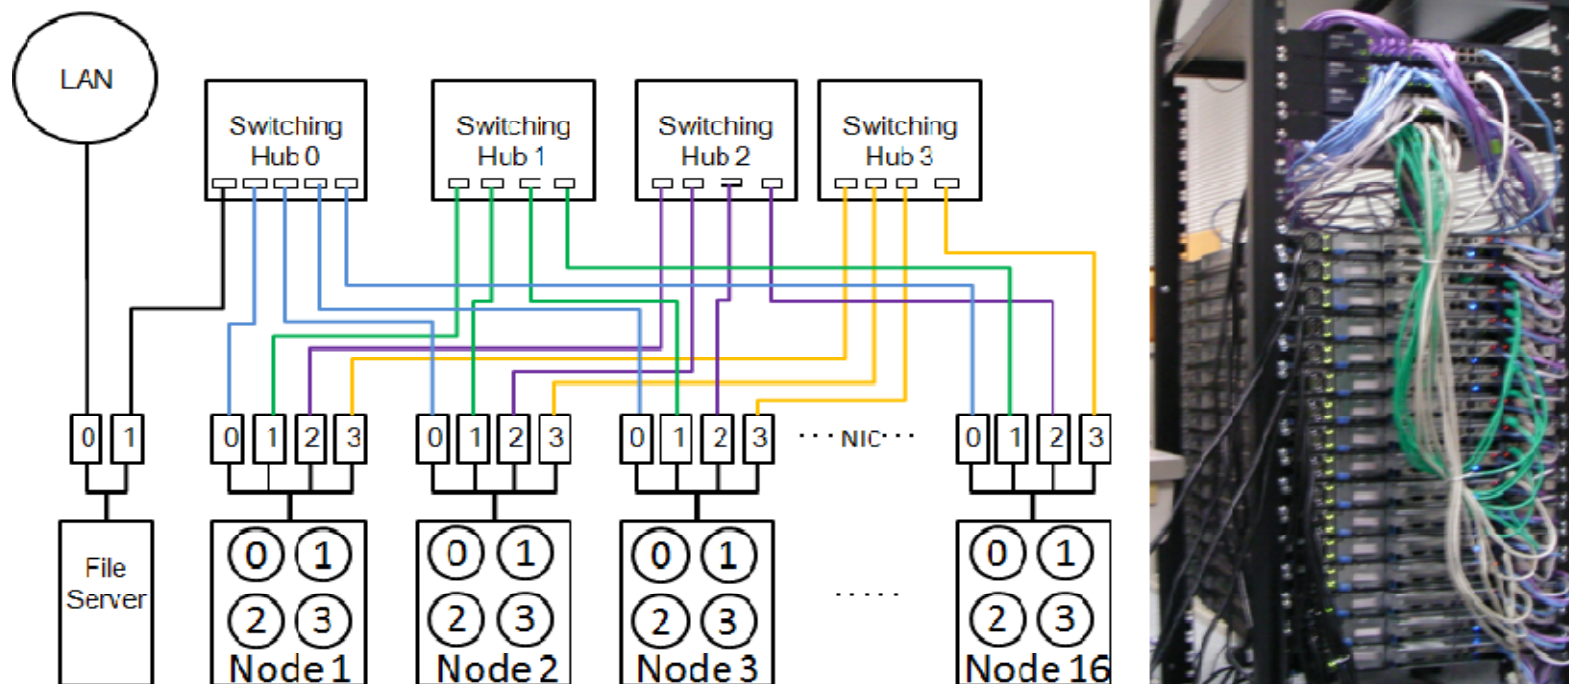 LAN
Switching
Hub 0
Switching
Hub 1
Switching
Hub 2
Switching
Hub 3
0 1 0 1 2 3 0 1 2 3 0 1 2 3 ···NIC··· 0 1 2 3
File
Server
0 1
2 3
Node 1
0 1
2 3
Node 2
0 1
2 3
Node 3
·····
0 1
2 3
Node 16